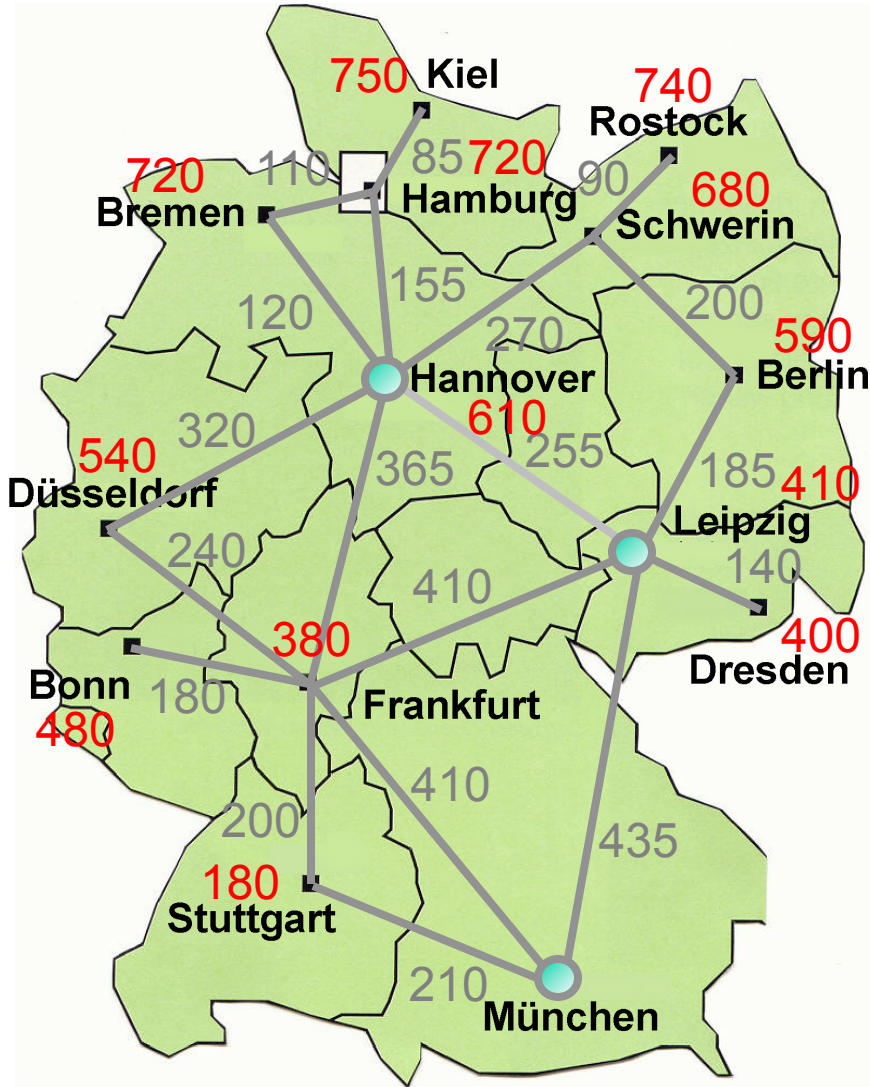 750 Kiel
740
Rostock
110
85
720
90
720
680
Bremen
Hamburg
Schwerin
155
120
200
270
590
Hannover
Berlin
610
320
255
540
365
185
410
Düsseldorf
Leipzig
240
140
410
380
400
Dresden
Bonn
180
Frankfurt
480
410
200
435
180
Stuttgart
210
München